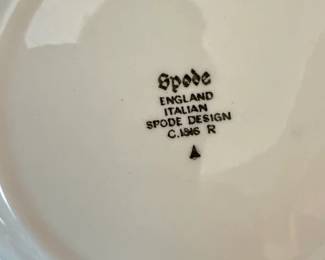 Spode
ENGLAND
ITALIAN
SPODE DESIGN
C.1816 R